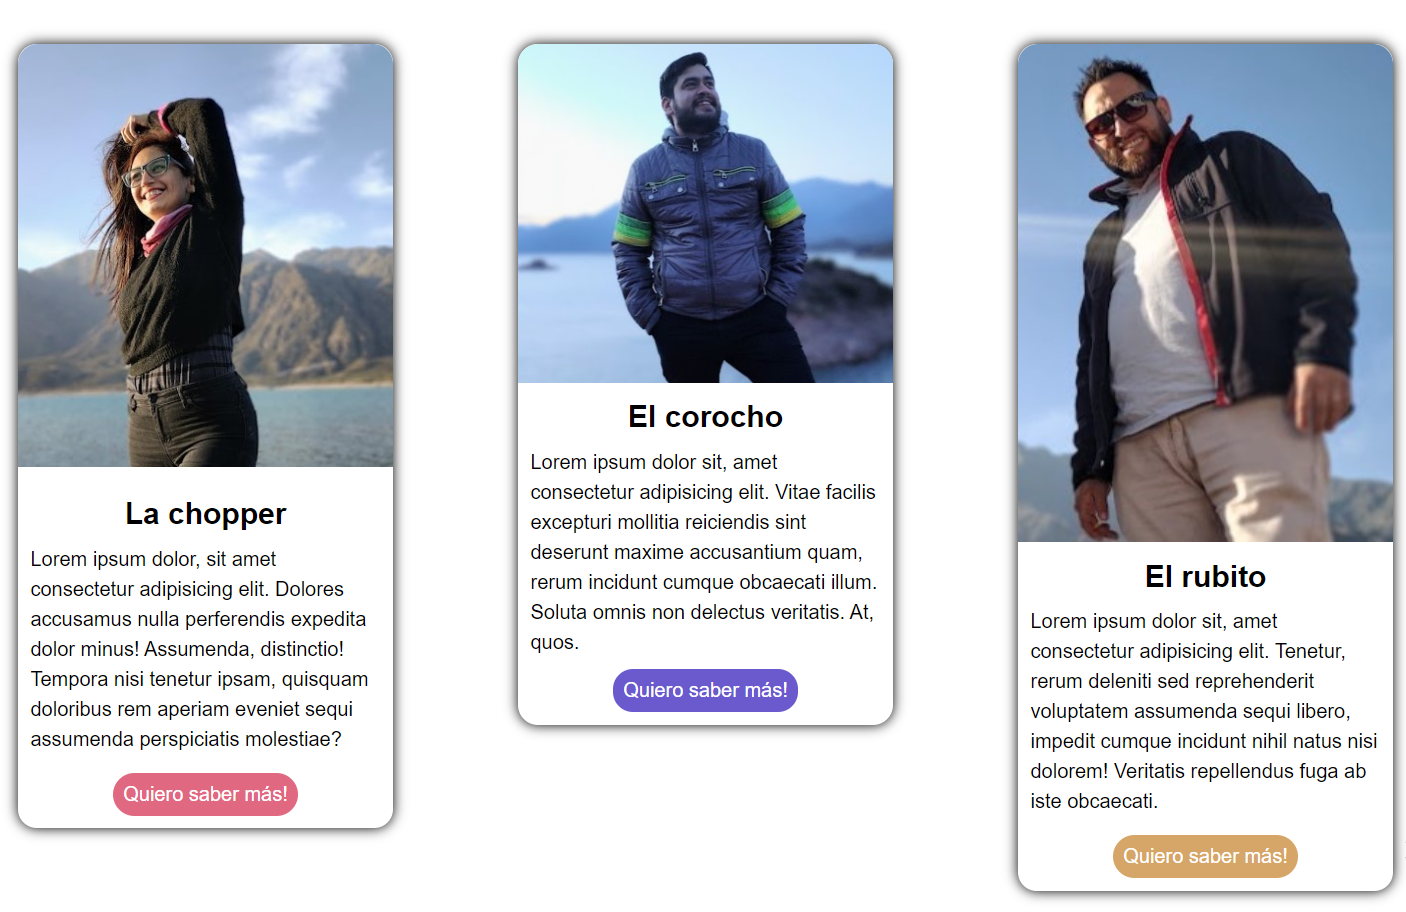 La chopper
Lorem ipsum dolor, sit amet
consectetur adipisicing elit. Dolores
accusamus nulla perferendis expedita
dolor minus! Assumenda, distinctio!
Tempora nisi tenetur ipsam, quisquam
doloribus rem aperiam eveniet sequi
assumenda perspiciatis molestiae?
Quiero saber más!
El corocho
Lorem ipsum dolor sit, amet
consectetur adipisicing elit. Vitae facilis
excepturi mollitia reiciendis sint
deserunt maxime accusantium quam,
rerum incidunt cumque obcaecati illum.
Soluta omnis non delectus veritatis. At,
quos.
Quiero saber más!
El rubito
Lorem ipsum dolor sit, amet
consectetur adipisicing elit. Tenetur,
rerum deleniti sed reprehenderit
voluptatem assumenda sequi libero,
impedit cumque incidunt nihil natus nisi
dolorem! Veritatis repellendus fuga ab
iste obcaecati.
Quiero saber más!